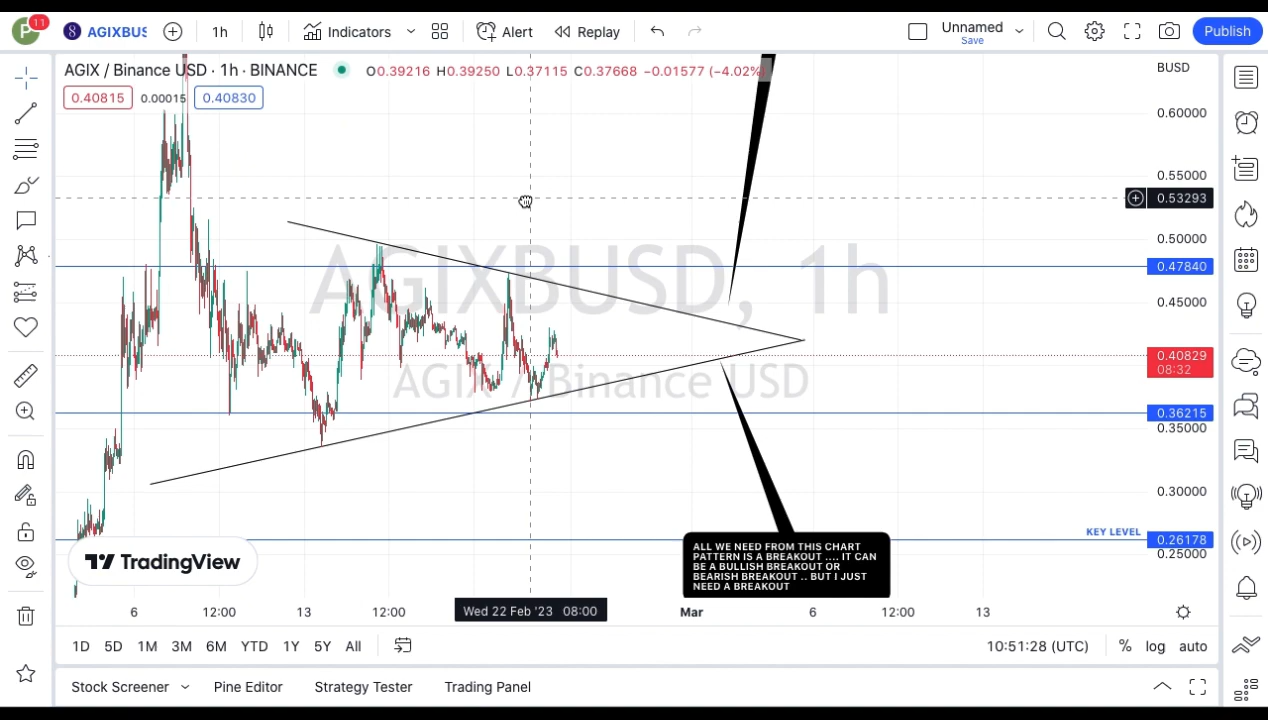 P 11 AGIXBUS 1h Indicators Alert Replay Unnamed Save Publish
AGIX / Binance USD · 1h · BINANCE O0.39216 H0.39250 L0.37115 C0.37668 −0.01577 (−4.02%) BUSD
0.40815 0.00015 0.40830
0.60000
0.55000
0.53293
0.50000
0.47840
0.45000
0.40829
08:32
0.36215
0.35000
0.30000
KEY LEVEL 0.26178
0.25000
AGIXBUSD, 1h
AGIX / Binance USD
ALL WE NEED FROM THIS CHART
PATTERN IS A BREAKOUT .... IT CAN
BE A BULLISH BREAKOUT OR
BEARISH BREAKOUT .. BUT I JUST
NEED A BREAKOUT
TradingView
6 12:00 13 12:00 Wed 22 Feb '23 08:00 Mar 6 12:00 13
1D 5D 1M 3M 6M YTD 1Y 5Y All 10:51:28 (UTC) % log auto
Stock Screener Pine Editor Strategy Tester Trading Panel